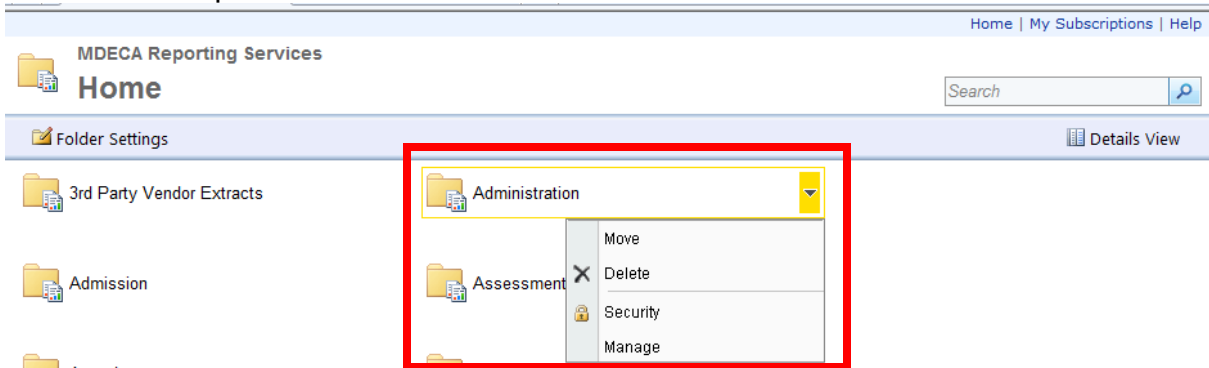 Home | My Subscriptions | Help
MDECA Reporting Services
Home
Search
Folder Settings
Details View
3rd Party Vendor Extracts
Administration
Move
Admission
Assessment
Delete
Security
Manage